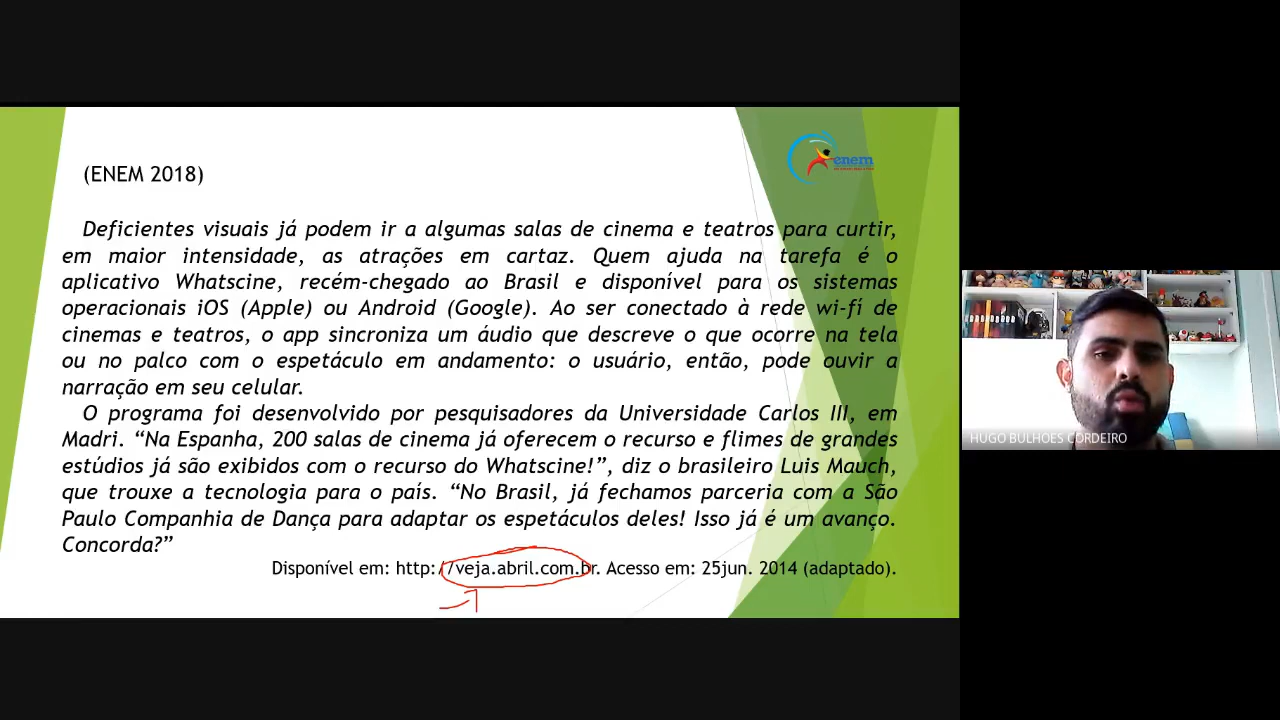 (ENEM 2018)
enem
Deficientes visuais já podem ir a algumas salas de cinema e teatros para curtir,
em maior intensidade, as atrações em cartaz. Quem ajuda na tarefa é o
aplicativo Whatscine, recém-chegado ao Brasil e disponível para os sistemas
operacionais iOS (Apple) ou Android (Google). Ao ser conectado à rede wi-fí de
cinemas e teatros, o app sincroniza um áudio que descreve o que ocorre na tela
ou no palco com o espetáculo em andamento: o usuário, então, pode ouvir a
narração em seu celular.
O programa foi desenvolvido por pesquisadores da Universidade Carlos III, em
Madri. “Na Espanha, 200 salas de cinema já oferecem o recurso e flimes de grandes
estúdios já são exibidos com o recurso do Whatscine!”, diz o brasileiro Luis Mauch,
que trouxe a tecnologia para o país. “No Brasil, já fechamos parceria com a São
Paulo Companhia de Dança para adaptar os espetáculos deles! Isso já é um avanço.
Concorda?”
Disponível em: http://veja.abril.com.br. Acesso em: 25jun. 2014 (adaptado).
HUGO BULHOES CORDEIRO